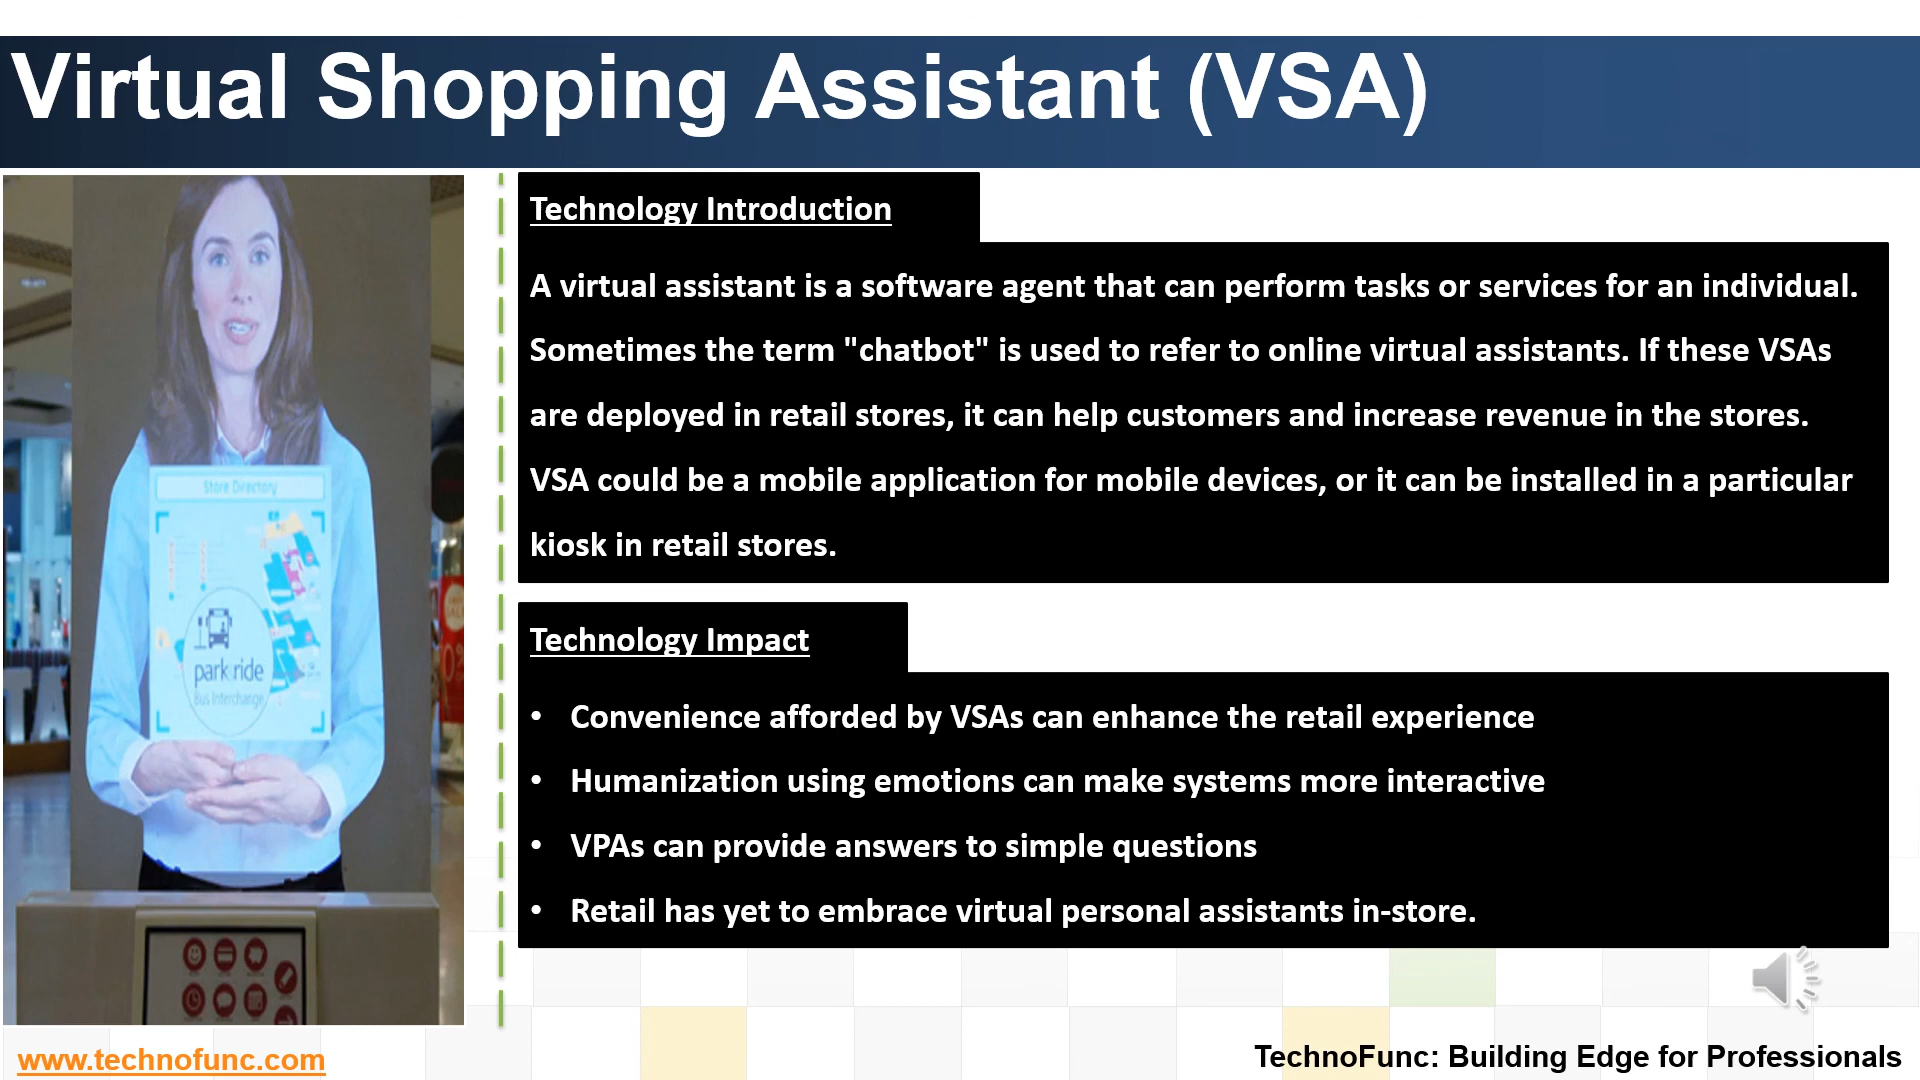 Virtual Shopping Assistant (VSA)
Store Directory
park ride
Bus Interchange
Technology Introduction
A virtual assistant is a software agent that can perform tasks or services for an individual.
Sometimes the term "chatbot" is used to refer to online virtual assistants. If these VSAs
are deployed in retail stores, it can help customers and increase revenue in the stores.
VSA could be a mobile application for mobile devices, or it can be installed in a particular
kiosk in retail stores.
Technology Impact
• Convenience afforded by VSAs can enhance the retail experience
• Humanization using emotions can make systems more interactive
• VPAs can provide answers to simple questions
• Retail has yet to embrace virtual personal assistants in-store.
www.technofunc.com
TechnoFunc: Building Edge for Professionals